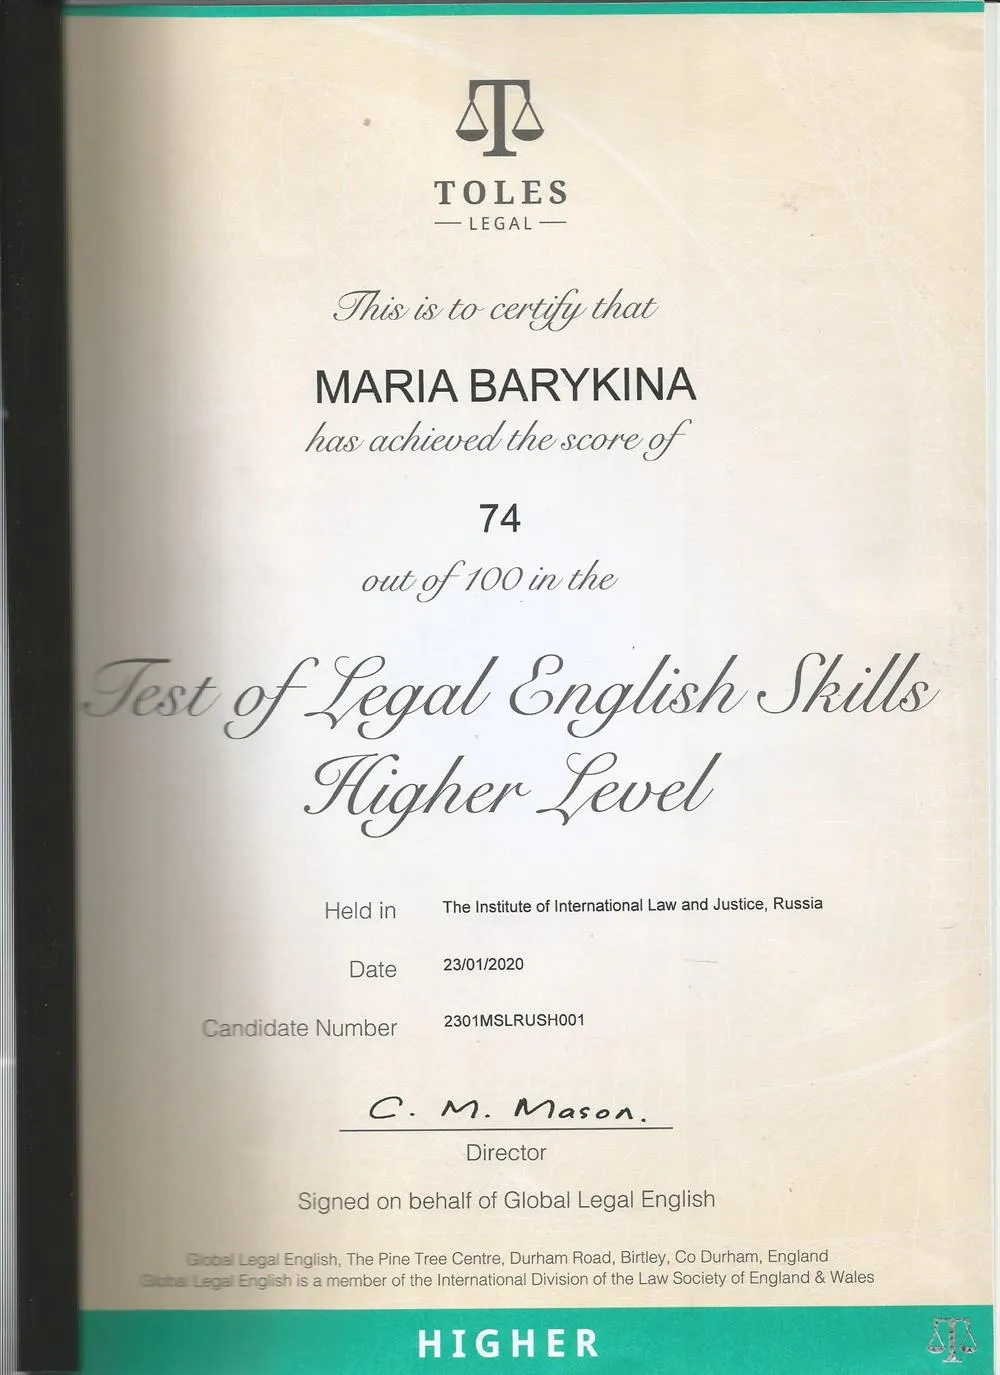 TOLES
LEGAL
This is to certify that
MARIA BARYKINA
has achieved the score of
74
out of 100 in the
Test of Legal English Skills
Higher Level
Held in The Institute of International Law and Justice, Russia
Date 23/01/2020
Candidate Number 2301MSLRUSH001
C. M. Mason.
Director
Signed on behalf of Global Legal English
Global Legal English, The Pine Tree Centre, Durham Road, Birtley, Co Durham, England
Global Legal English is a member of the International Division of the Law Society of England & Wales
HIGHER